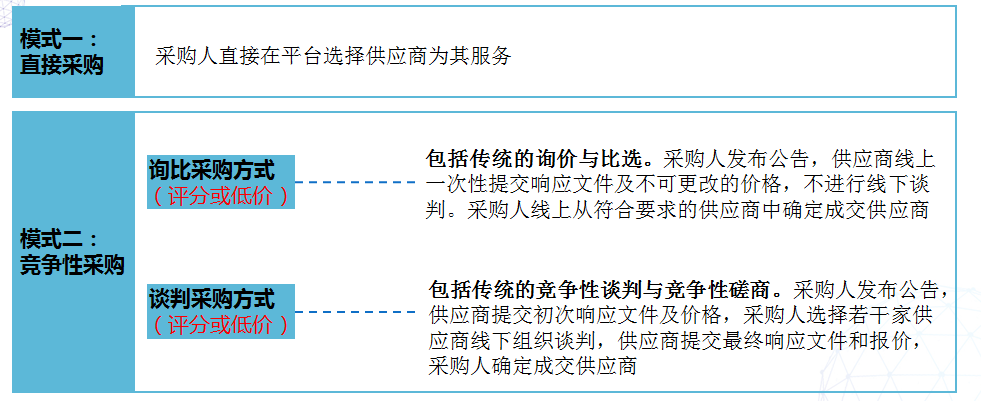 模式一：
直接采购
采购人直接在平台选择供应商为其服务
模式二：
竞争性采购
询比采购方式
（评分或低价）
包括传统的询价与比选。采购人发布公告，供应商线上
一次性提交响应文件及不可更改的价格，不进行线下谈
判。采购人线上从符合要求的供应商中确定成交供应商
谈判采购方式
（评分或低价）
包括传统的竞争性谈判与竞争性磋商。采购人发布公告，
供应商提交初次响应文件及价格，采购人选择若干家供
应商线下组织谈判，供应商提交最终响应文件和报价，
采购人确定成交供应商